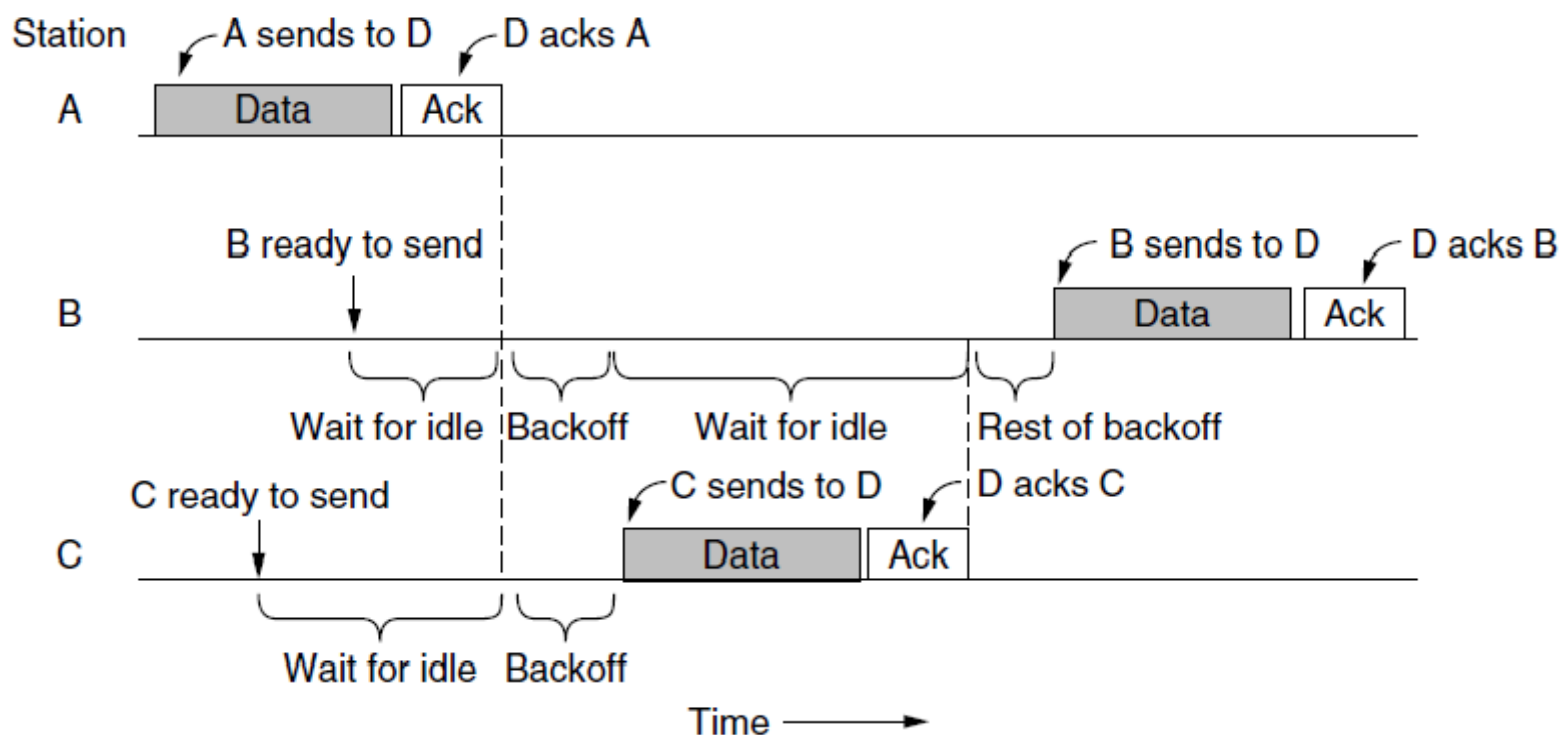 Station
A sends to D
D acks A
A
Data
Ack
B ready to send
B sends to D
D acks B
B
Data
Ack
Wait for idle
Backoff
Wait for idle
Rest of backoff
C ready to send
C sends to D
D acks C
C
Data
Ack
Wait for idle
Backoff
Time